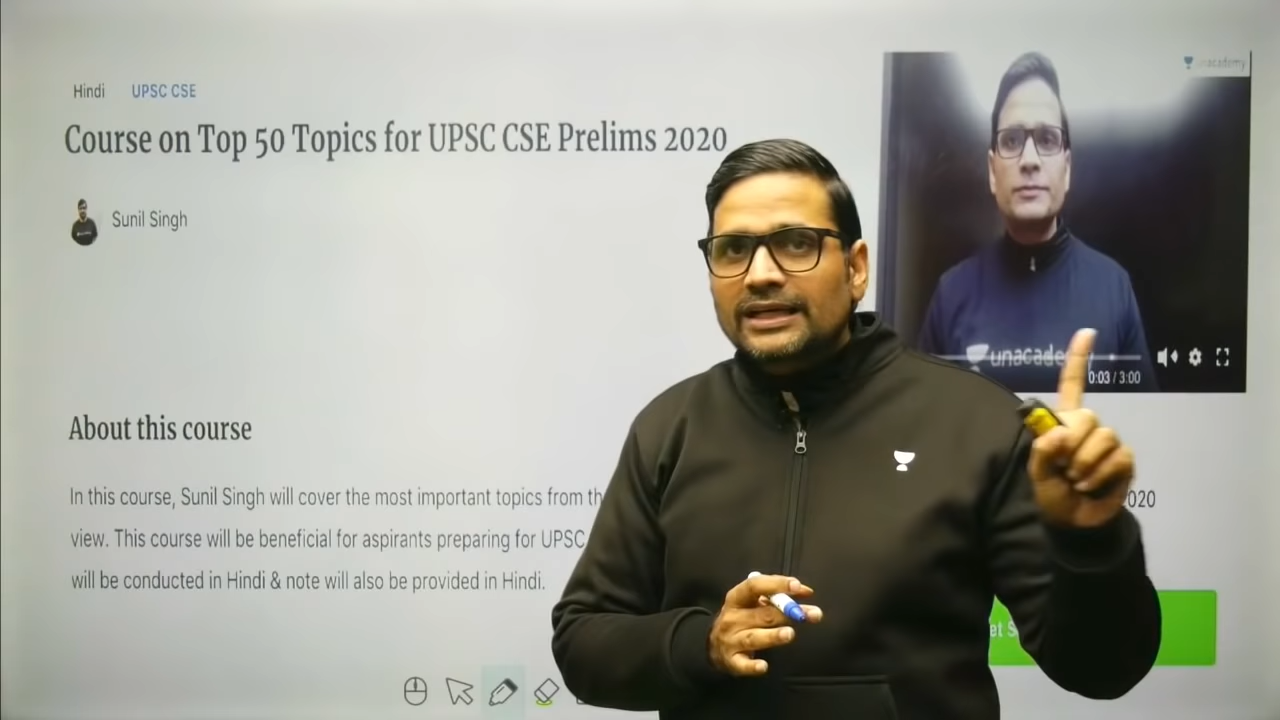 Hindi UPSC CSE
Course on Top 50 Topics for UPSC CSE Prelims 2020
Sunil Singh
unacademy
0:03 / 3:00
About this course
In this course, Sunil Singh will cover the most important topics from th 2020
view. This course will be beneficial for aspirants preparing for UPSC
will be conducted in Hindi & note will also be provided in Hindi.